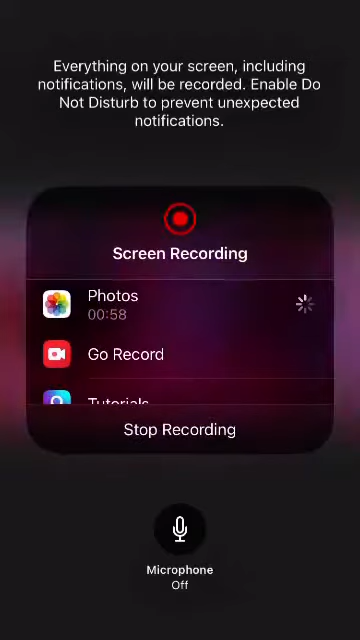 Everything on your screen, including
notifications, will be recorded. Enable Do
Not Disturb to prevent unexpected
notifications.
Screen Recording
Photos
00:58
Go Record
Tutorials
Stop Recording
Microphone
Off